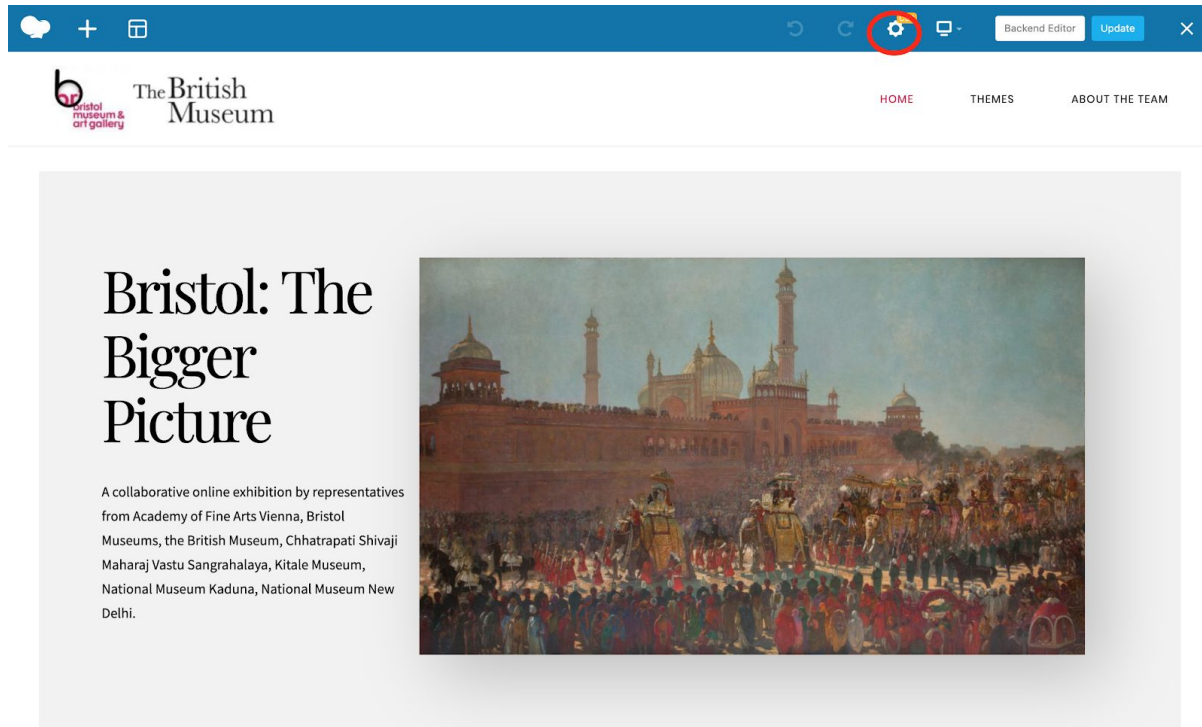 Backend Editor
Update
br
bristol
museum &
art gallery
The British
Museum
HOME
THEMES
ABOUT THE TEAM
Bristol: The
Bigger
Picture
A collaborative online exhibition by representatives
from Academy of Fine Arts Vienna, Bristol
Museums, the British Museum, Chhatrapati Shivaji
Maharaj Vastu Sangrahalaya, Kitale Museum,
National Museum Kaduna, National Museum New
Delhi.